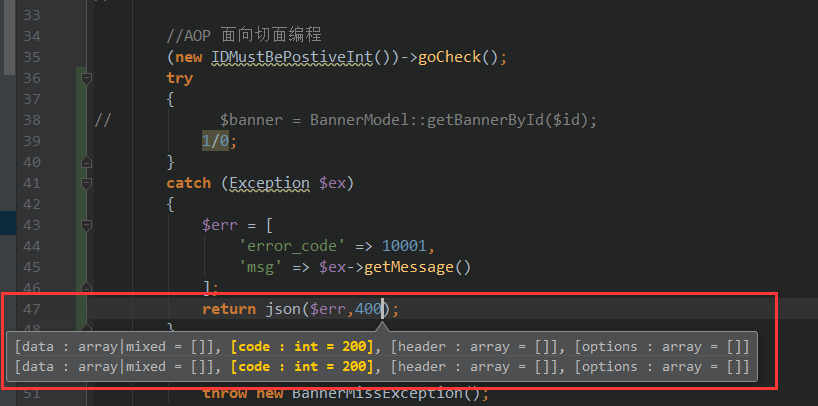 33
34 //AOP 面向切面编程
35 (new IDMustBePostiveInt())->goCheck();
36 try
37 {
38 // $banner = BannerModel::getBannerById($id);
39 1/0;
40 }
41 catch (Exception $ex)
42 {
43 $err = [
44 'error_code' => 10001,
45 'msg' => $ex->getMessage()
46 ];
47 return json($err,400);
48 }
[data : array|mixed = []], [code : int = 200], [header : array = []], [options : array = []]
[data : array|mixed = []], [code : int = 200], [header : array = []], [options : array = []]
51 throw new BannerMissException();